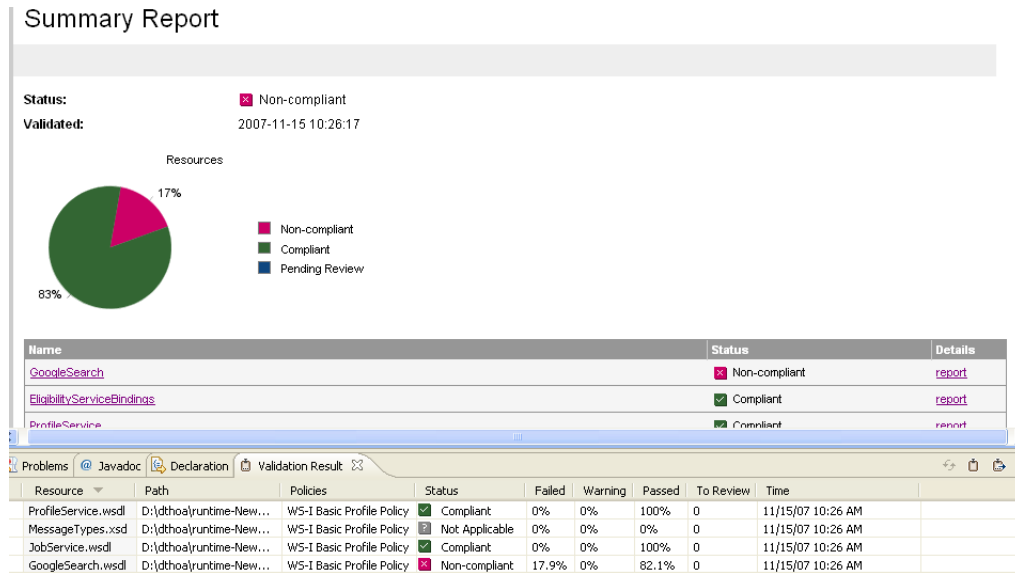 Summary Report
Status: Non-compliant
Validated: 2007-11-15 10:26:17
Resources
17%
Non-compliant
Compliant
Pending Review
83%
Name Status Details
GoogleSearch Non-compliant report
EligibilityServiceBindings Compliant report
ProfileService Compliant report
Problems @ Javadoc Declaration Validation Result
Resource Path Policies Status Failed Warning Passed To Review Time
ProfileService.wsdl D:\dthoa\runtime-New... WS-I Basic Profile Policy Compliant 0% 0% 100% 0 11/15/07 10:26 AM
MessageTypes.xsd D:\dthoa\runtime-New... WS-I Basic Profile Policy Not Applicable 0% 0% 0% 0 11/15/07 10:26 AM
JobService.wsdl D:\dthoa\runtime-New... WS-I Basic Profile Policy Compliant 0% 0% 100% 0 11/15/07 10:26 AM
GoogleSearch.wsdl D:\dthoa\runtime-New... WS-I Basic Profile Policy Non-compliant 17.9% 0% 82.1% 0 11/15/07 10:26 AM